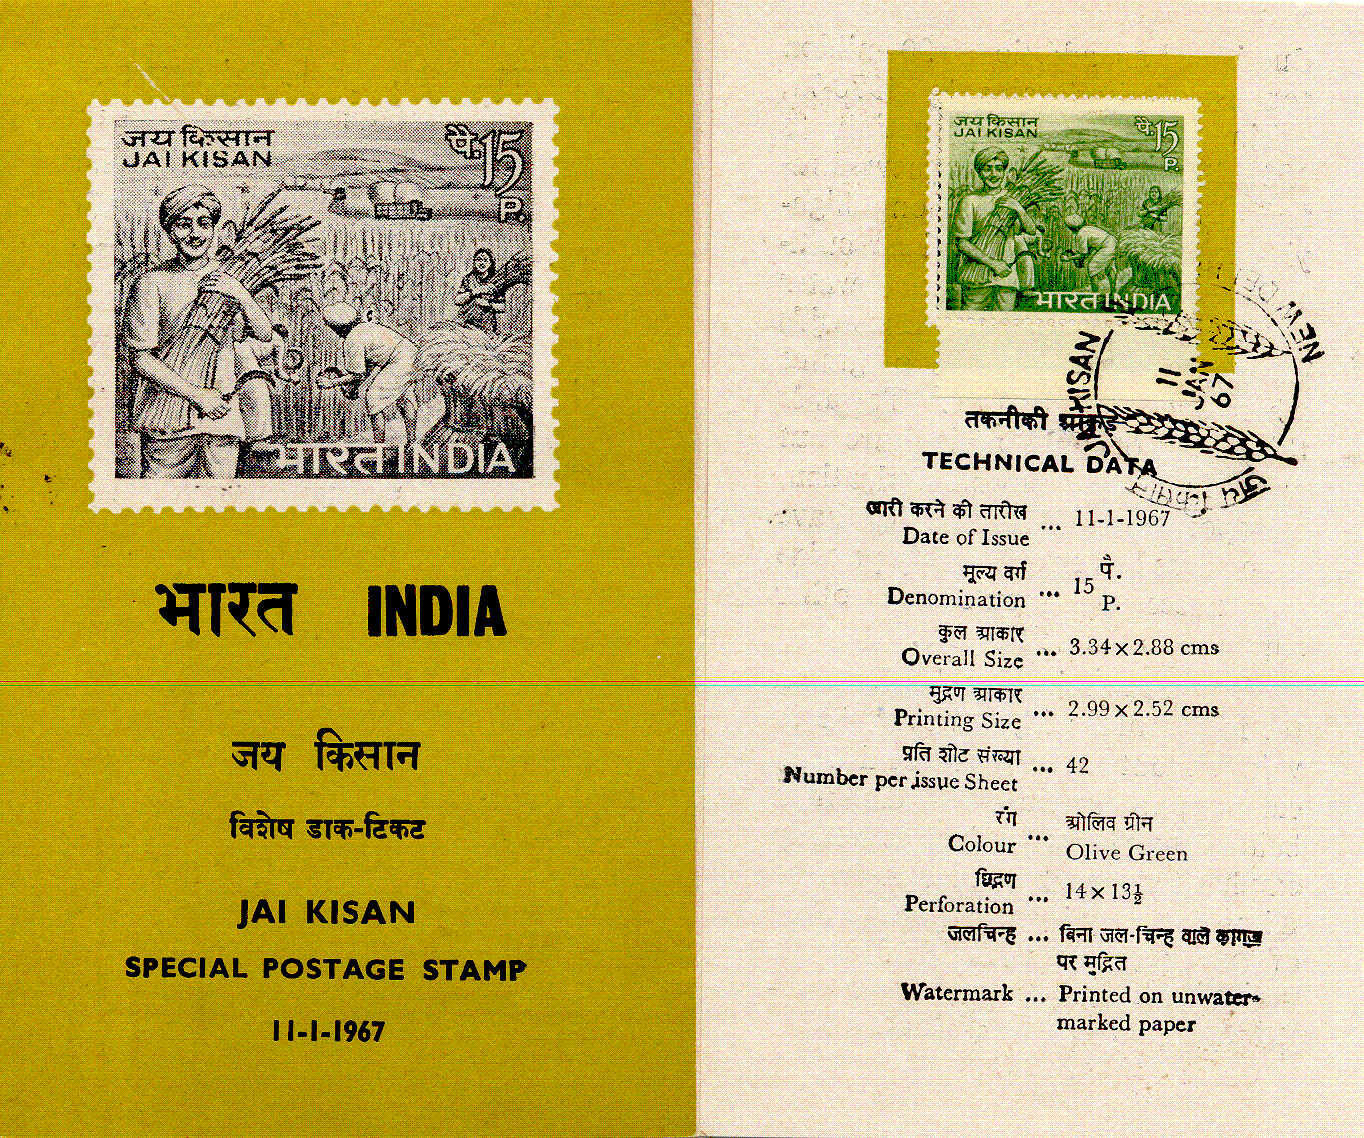 जय किसान
JAI KISAN
पै. 15
P.
भारत INDIA
भारत INDIA
जय किसान
विशेष डाक-टिकट
JAI KISAN
SPECIAL POSTAGE STAMP
11-1-1967
जय किसान
JAI KISAN
पै. 15
P.
भारत INDIA
JAI KISAN
NEW DELHI
11
JAN
67
जय किसान
तकनीकी आंकड़े
TECHNICAL DATA
जारी करने की तारीख
Date of Issue ... 11-1-1967
मूल्य वर्ग
Denomination ... 15 पै.
P.
कुल आकार
Overall Size ... 3.34 × 2.88 cms
मुद्रण आकार
Printing Size ... 2.99 × 2.52 cms
प्रति शीट संख्या
Number per issue Sheet ... 42
रंग
Colour ... ओलिव ग्रीन
Olive Green
छिद्रण
Perforation ... 14 × 13½
जलचिन्ह ... बिना जल-चिन्ह वाले कागज
पर मुद्रित
Watermark ... Printed on unwater-
marked paper